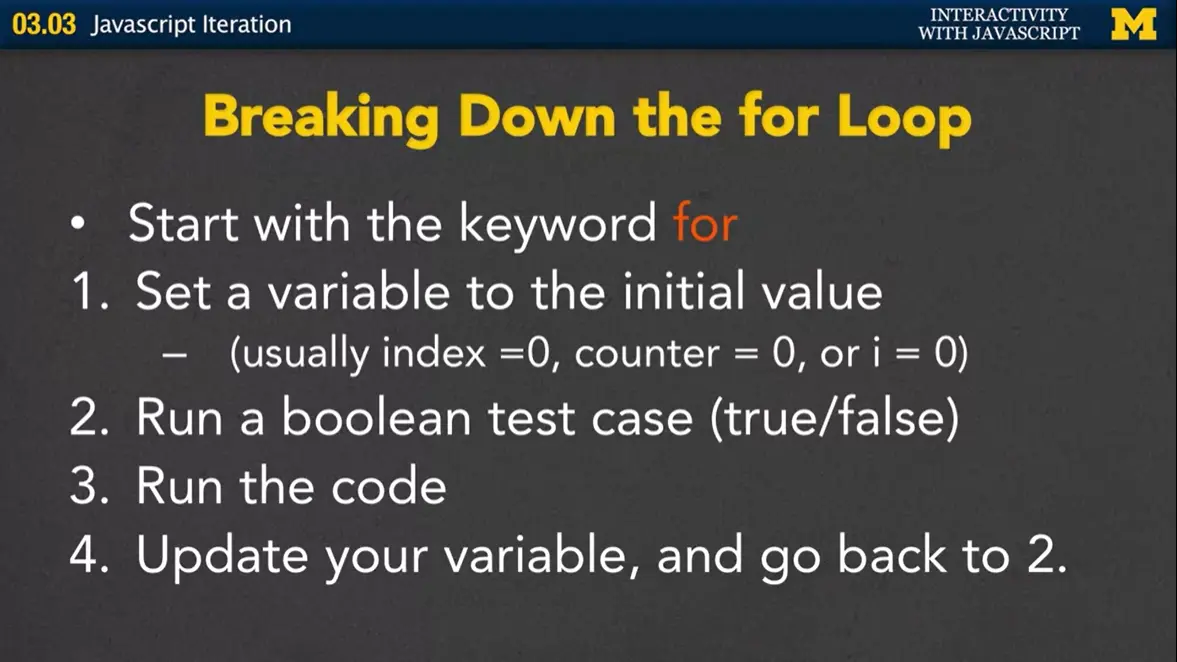 03.03 Javascript Iteration
INTERACTIVITY
WITH JAVASCRIPT
M
Breaking Down the for Loop
• Start with the keyword for
1. Set a variable to the initial value
– (usually index =0, counter = 0, or i = 0)
2. Run a boolean test case (true/false)
3. Run the code
4. Update your variable, and go back to 2.